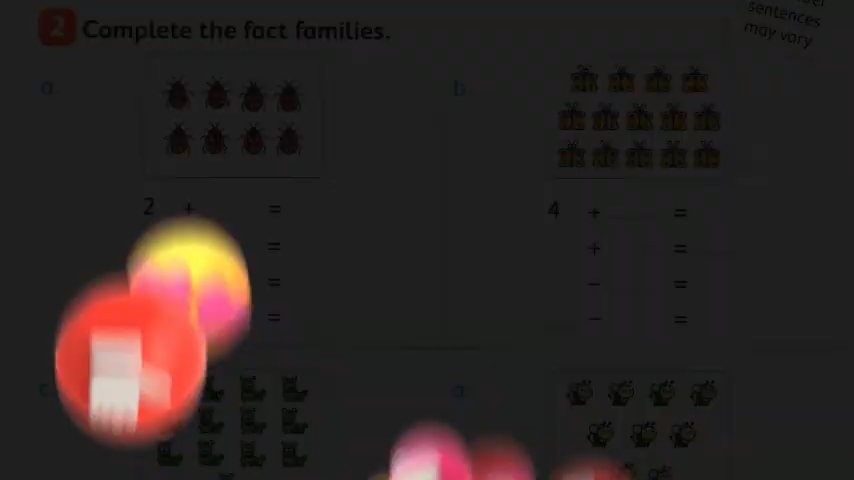 2 Complete the fact families.
sentences
may vary
a.
b
2 + =
=
=
=
4 + =
+ =
- =
- =
c
d.